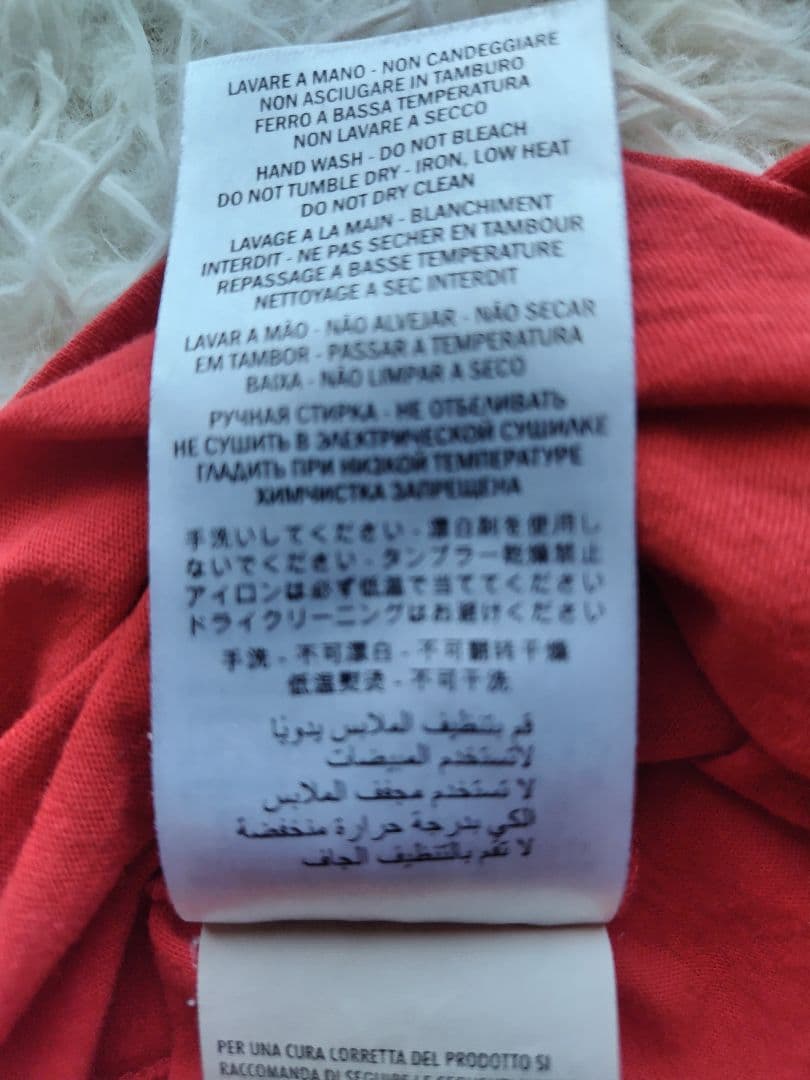 LAVARE A MANO - NON CANDEGGIARE
NON ASCIUGARE IN TAMBURO
FERRO A BASSA TEMPERATURA
NON LAVARE A SECCO
HAND WASH - DO NOT BLEACH
DO NOT TUMBLE DRY - IRON, LOW HEAT
DO NOT DRY CLEAN
LAVAGE A LA MAIN - BLANCHIMENT
INTERDIT - NE PAS SECHER EN TAMBOUR
REPASSAGE A BASSE TEMPERATURE
NETTOYAGE A SEC INTERDIT
LAVAR A MÃO - NÃO ALVEJAR - NÃO SECAR
EM TAMBOR - PASSAR A TEMPERATURA
BAIXA - NÃO LIMPAR A SECO
РУЧНАЯ СТИРКА - НЕ ОТБЕЛИВАТЬ
НЕ СУШИТЬ В ЭЛЕКТРИЧЕСКОЙ СУШИЛКЕ
ГЛАДИТЬ ПРИ НИЗКОЙ ТЕМПЕРАТУРЕ
ХИМЧИСТКА ЗАПРЕЩЕНА
手洗いしてください - 漂白剤を使用し
ないでください - タンブラー乾燥禁止
アイロンは必ず低温で当ててください
ドライクリーニングはお避けください
手洗 - 不可漂白 - 不可翻转干燥
低温熨烫 - 不可干洗
قم بتنظيف الملابس يدويًا
لاتستخدم المبيضات
لا تستخدم مجفف الملابس
الكي بدرجة حرارة منخفضة
لا تقم بالتنظيف الجاف
PER UNA CURA CORRETTA DEL PRODOTTO SI
RACCOMANDA DI SEGUIRE LE